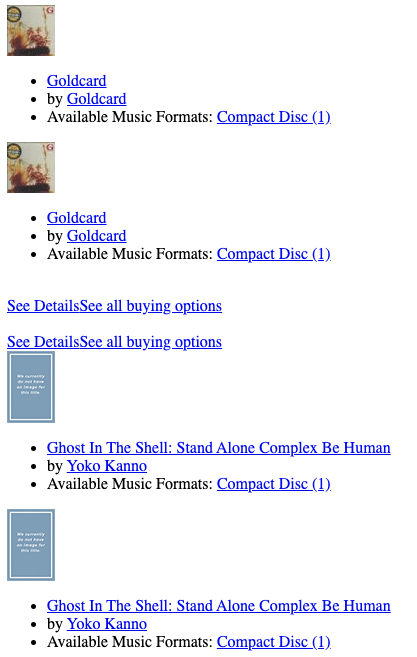 G
Goldcard
by Goldcard
Available Music Formats: Compact Disc (1)
G
Goldcard
by Goldcard
Available Music Formats: Compact Disc (1)
See DetailsSee all buying options
See DetailsSee all buying options
We currently
do not have
an image for
this title.
Ghost In The Shell: Stand Alone Complex Be Human
by Yoko Kanno
Available Music Formats: Compact Disc (1)
We currently
do not have
an image for
this title.
Ghost In The Shell: Stand Alone Complex Be Human
by Yoko Kanno
Available Music Formats: Compact Disc (1)